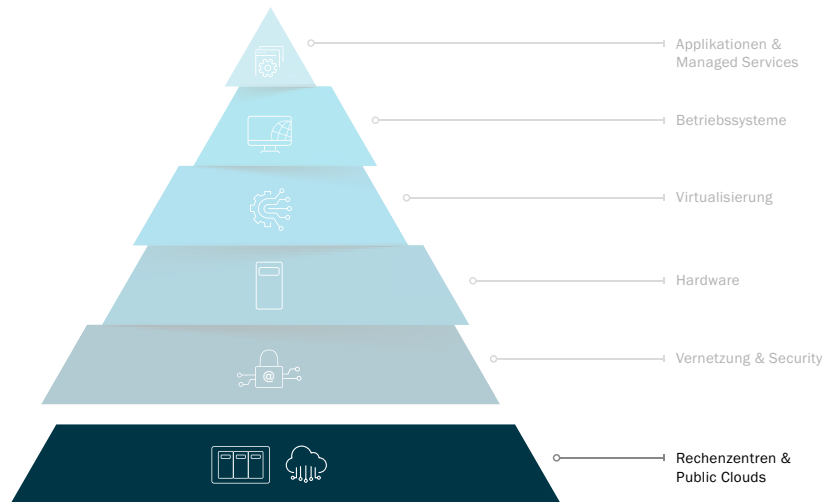 Applikationen &
Managed Services
Betriebssysteme
Virtualisierung
Hardware
Vernetzung & Security
@
Rechenzentren &
Public Clouds